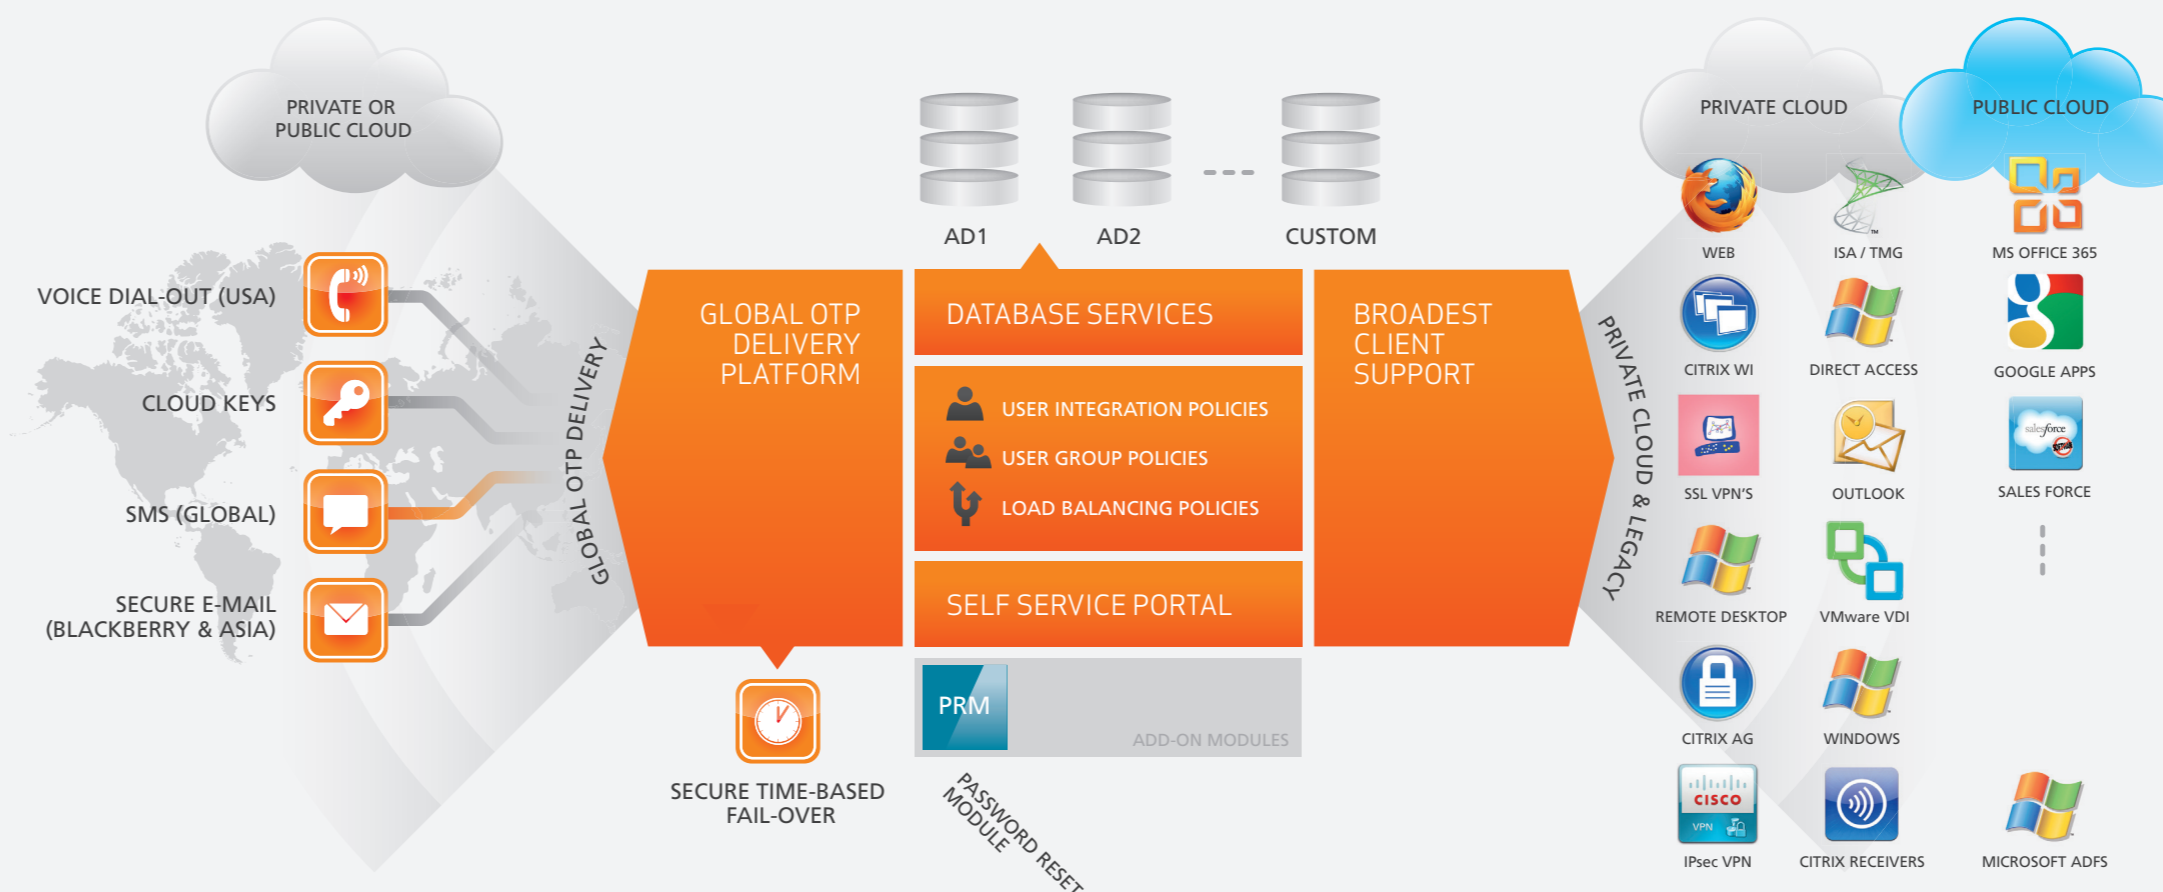 PRIVATE OR
PUBLIC CLOUD
VOICE DIAL-OUT (USA)
CLOUD KEYS
SMS (GLOBAL)
SECURE E-MAIL
(BLACKBERRY & ASIA)
GLOBAL OTP DELIVERY
GLOBAL OTP
DELIVERY
PLATFORM
SECURE TIME-BASED
FAIL-OVER
AD1
AD2
CUSTOM
DATABASE SERVICES
USER INTEGRATION POLICIES
USER GROUP POLICIES
LOAD BALANCING POLICIES
SELF SERVICE PORTAL
PRM
ADD-ON MODULES
PASSWORD RESET
MODULE
BROADEST
CLIENT
SUPPORT
PRIVATE CLOUD & LEGACY
PRIVATE CLOUD
PUBLIC CLOUD
WEB
ISA / TMG
MS OFFICE 365
CITRIX WI
DIRECT ACCESS
GOOGLE APPS
salesforce
SSL VPN'S
OUTLOOK
SALES FORCE
REMOTE DESKTOP
VMware VDI
CITRIX AG
WINDOWS
CISCO
VPN
IPsec VPN
CITRIX RECEIVERS
MICROSOFT ADFS